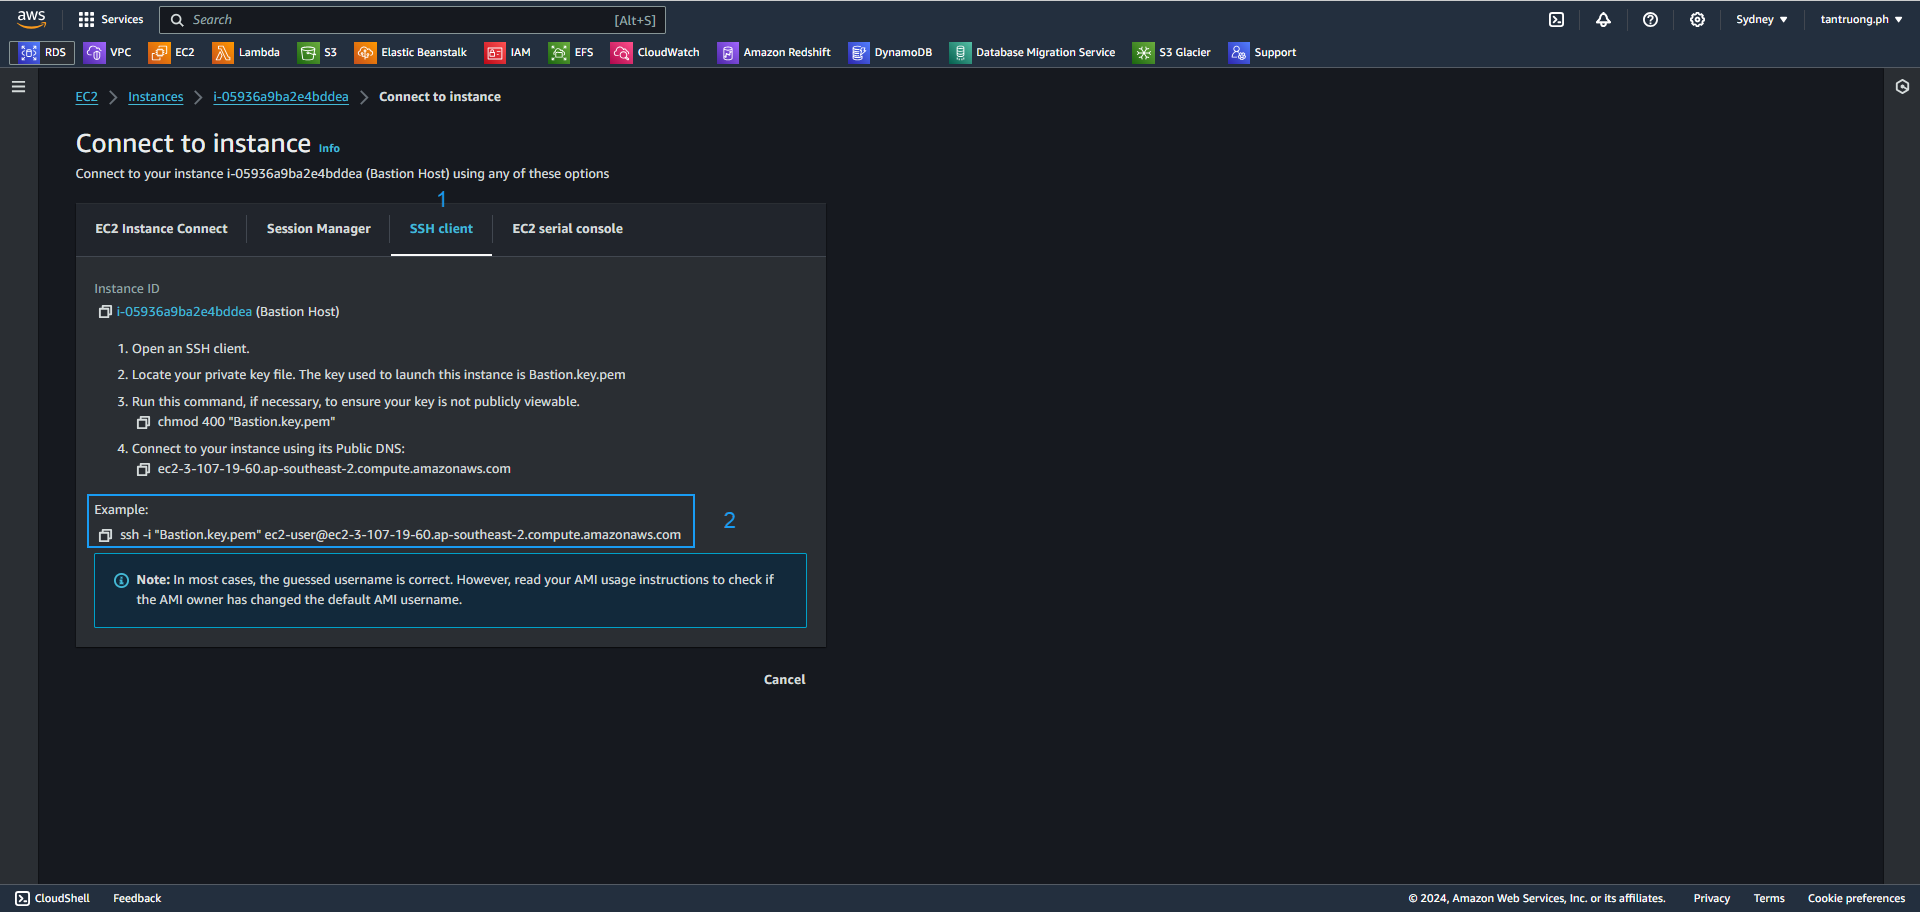 aws Services Search [Alt+S] Sydney tantruong.ph
RDS VPC EC2 Lambda S3 Elastic Beanstalk IAM EFS CloudWatch Amazon Redshift DynamoDB Database Migration Service S3 Glacier Support
EC2 Instances i-05936a9ba2e4bddea Connect to instance
Connect to instance Info
Connect to your instance i-05936a9ba2e4bddea (Bastion Host) using any of these options
1
EC2 Instance Connect Session Manager SSH client EC2 serial console
Instance ID
i-05936a9ba2e4bddea (Bastion Host)
1. Open an SSH client.
2. Locate your private key file. The key used to launch this instance is Bastion.key.pem
3. Run this command, if necessary, to ensure your key is not publicly viewable.
chmod 400 "Bastion.key.pem"
4. Connect to your instance using its Public DNS:
ec2-3-107-19-60.ap-southeast-2.compute.amazonaws.com
Example:
2
ssh -i "Bastion.key.pem" ec2-user@ec2-3-107-19-60.ap-southeast-2.compute.amazonaws.com
Note: In most cases, the guessed username is correct. However, read your AMI usage instructions to check if
the AMI owner has changed the default AMI username.
Cancel
CloudShell Feedback © 2024, Amazon Web Services, Inc. or its affiliates. Privacy Terms Cookie preferences